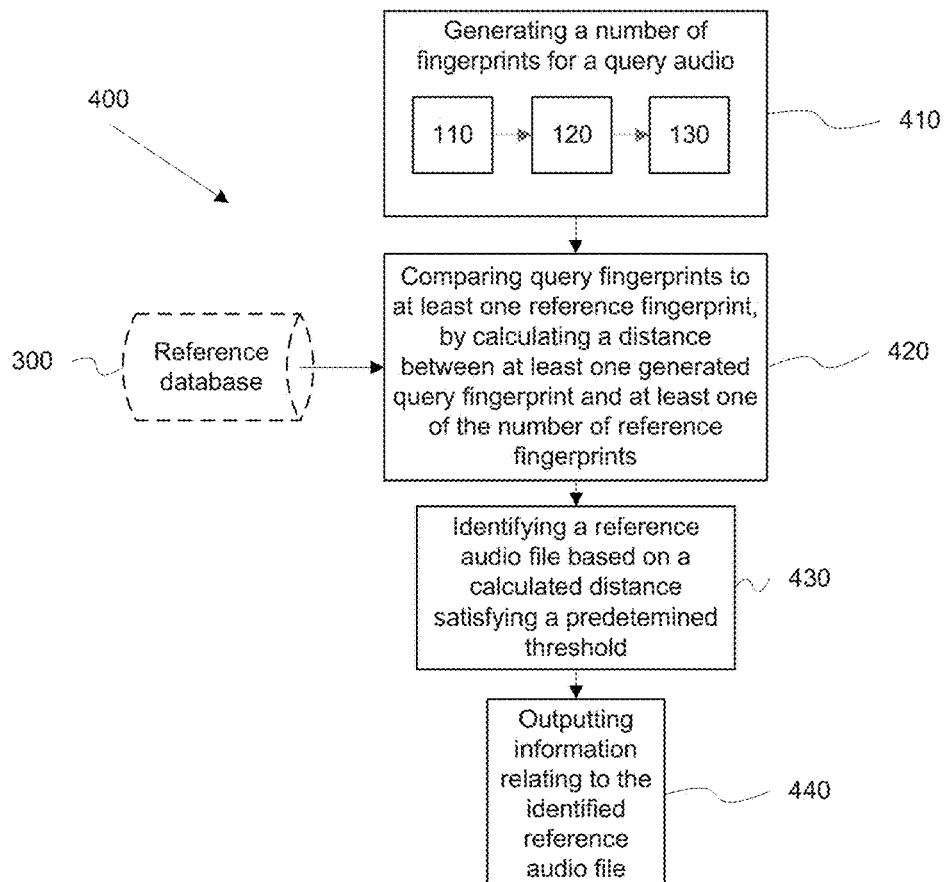 Generating a number of
fingerprints for a query audio
400
110
120
130
410
Comparing query fingerprints to
at least one reference fingerprint,
by calculating a distance
between at least one generated
query fingerprint and at least one
of the number of reference
fingerprints
300
Reference
database
420
Identifying a reference
audio file based on a
calculated distance
satisfying a predetemined
threshold
430
Outputting
information
relating to the
identified
reference
audio file
440